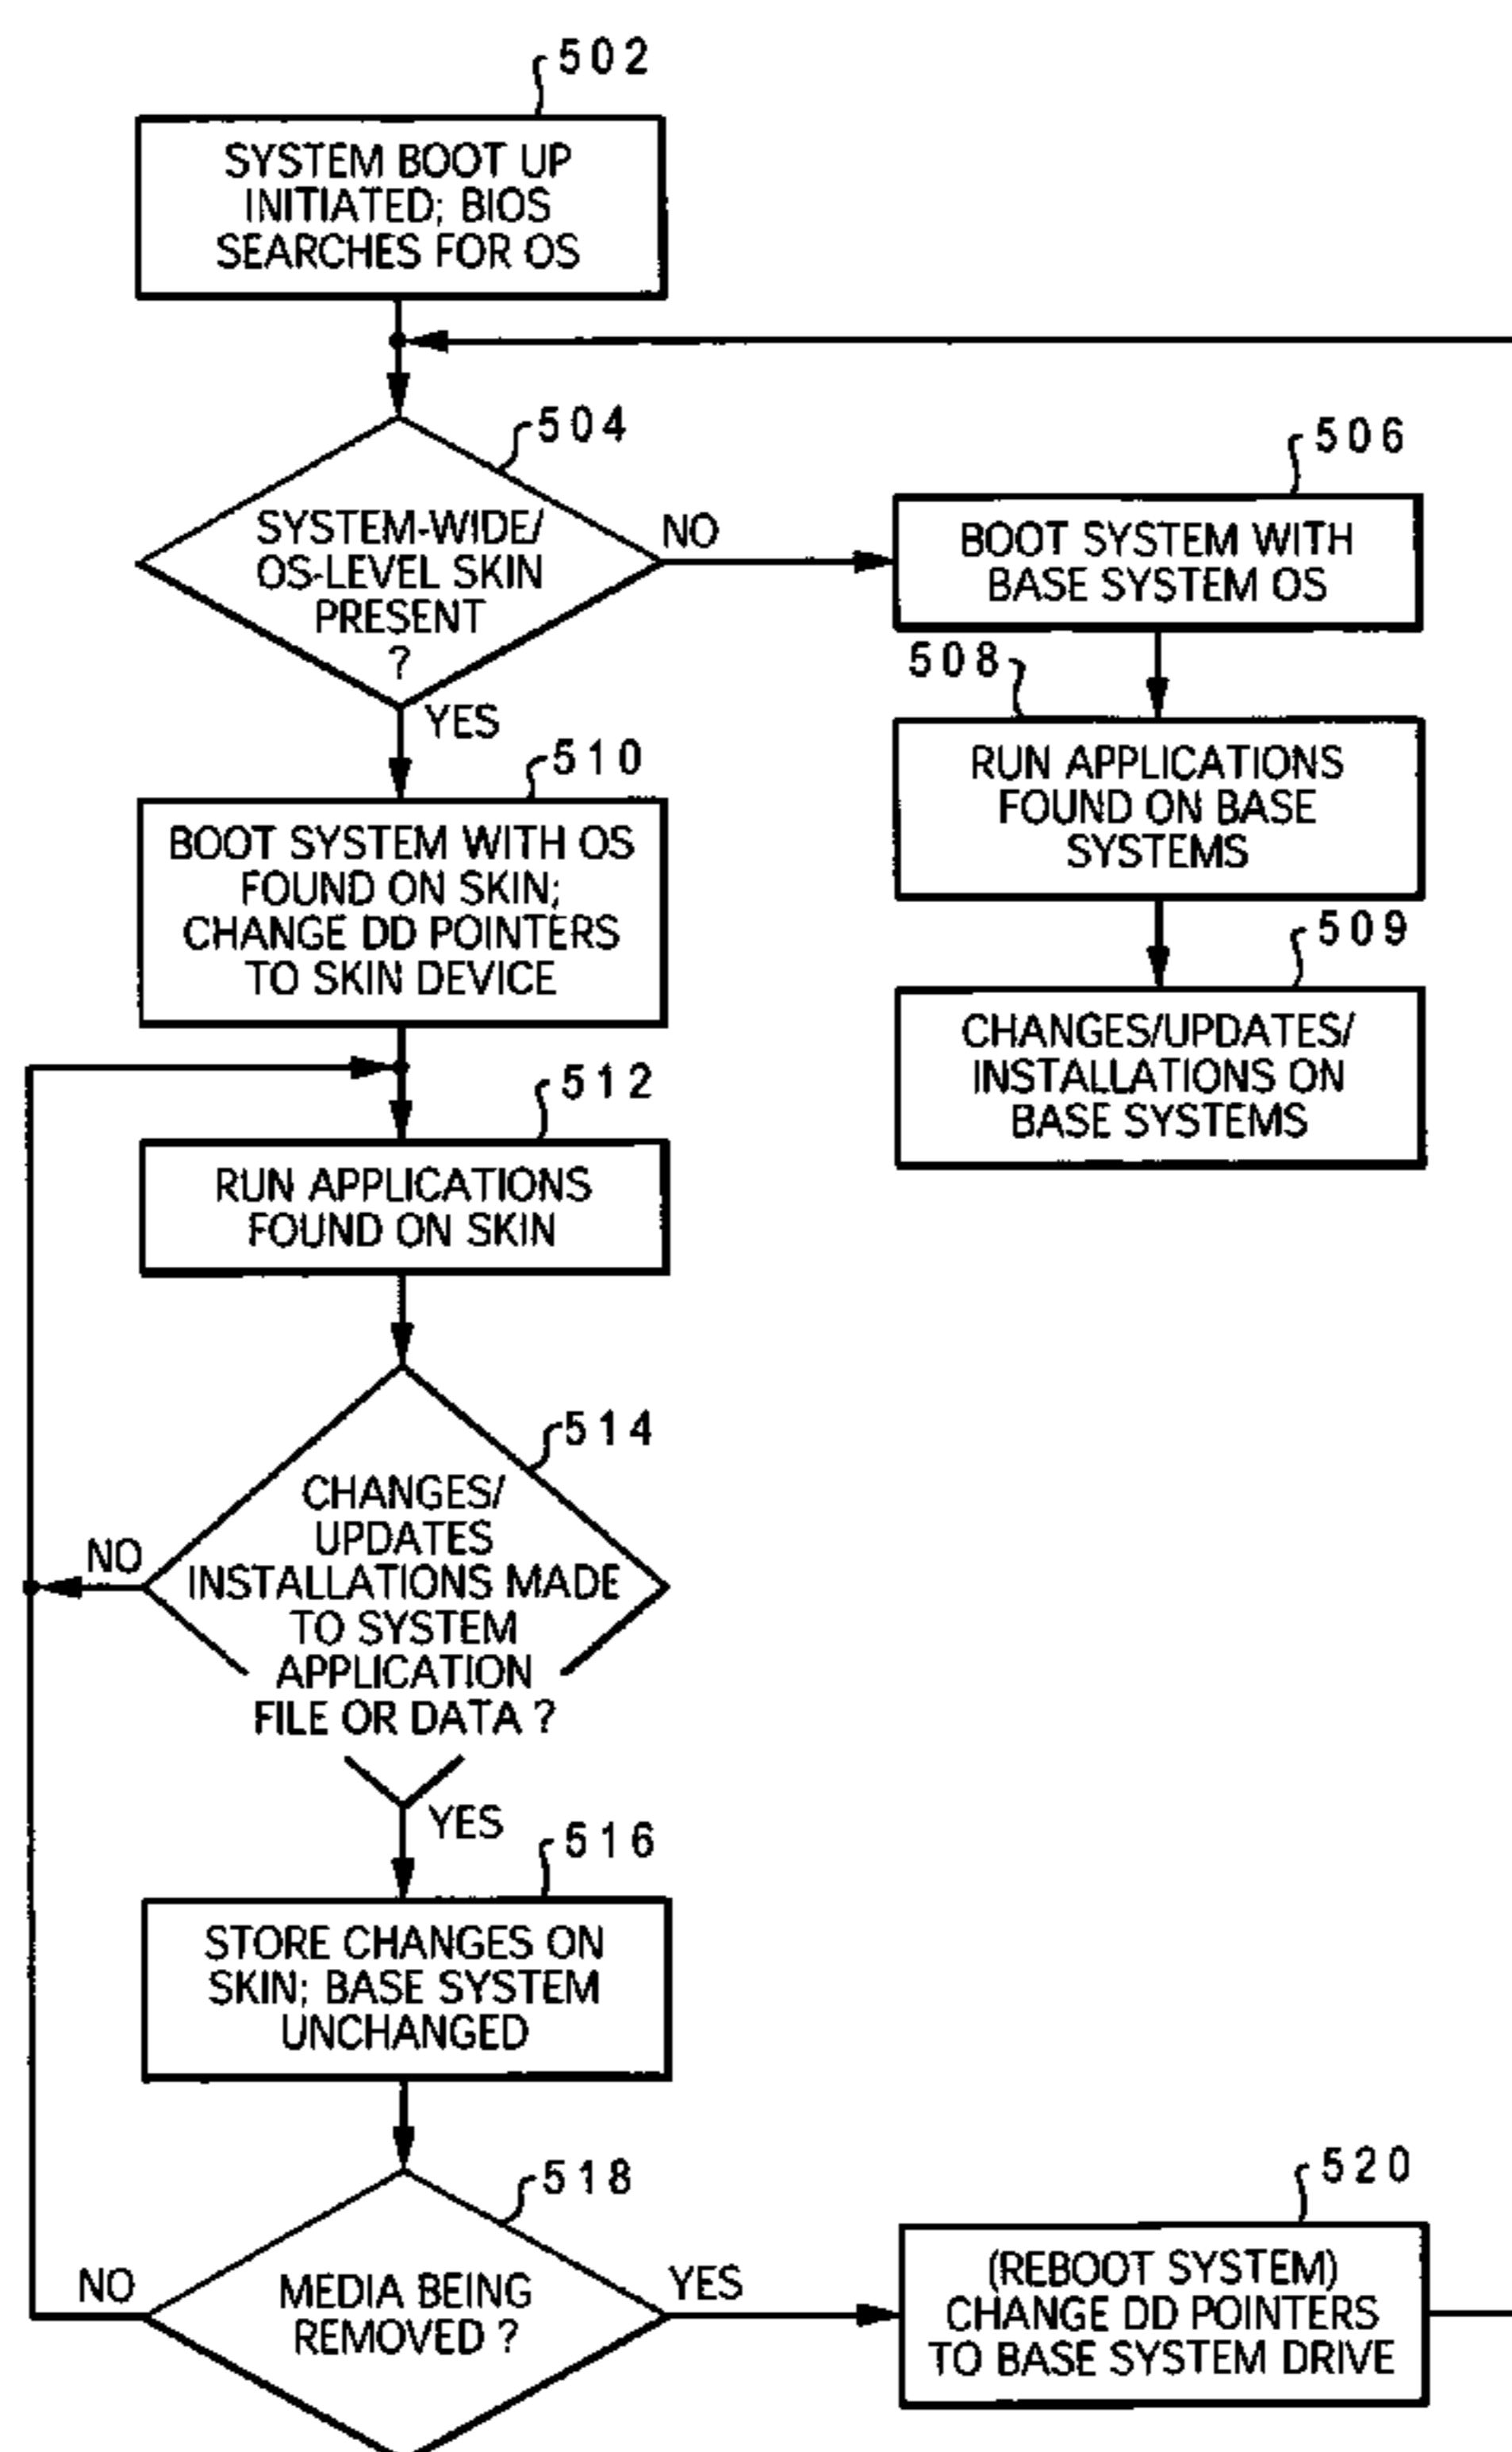 502
SYSTEM BOOT UP
INITIATED; BIOS
SEARCHES FOR OS
504
SYSTEM-WIDE/
OS-LEVEL SKIN
PRESENT
?
NO
YES
506
BOOT SYSTEM WITH
BASE SYSTEM OS
508
RUN APPLICATIONS
FOUND ON BASE
SYSTEMS
509
CHANGES/UPDATES/
INSTALLATIONS ON
BASE SYSTEMS
510
BOOT SYSTEM WITH OS
FOUND ON SKIN;
CHANGE DD POINTERS
TO SKIN DEVICE
512
RUN APPLICATIONS
FOUND ON SKIN
514
CHANGES/
UPDATES
INSTALLATIONS MADE
TO SYSTEM
APPLICATION
FILE OR DATA ?
NO
YES
516
STORE CHANGES ON
SKIN; BASE SYSTEM
UNCHANGED
518
MEDIA BEING
REMOVED ?
NO
YES
520
(REBOOT SYSTEM)
CHANGE DD POINTERS
TO BASE SYSTEM DRIVE